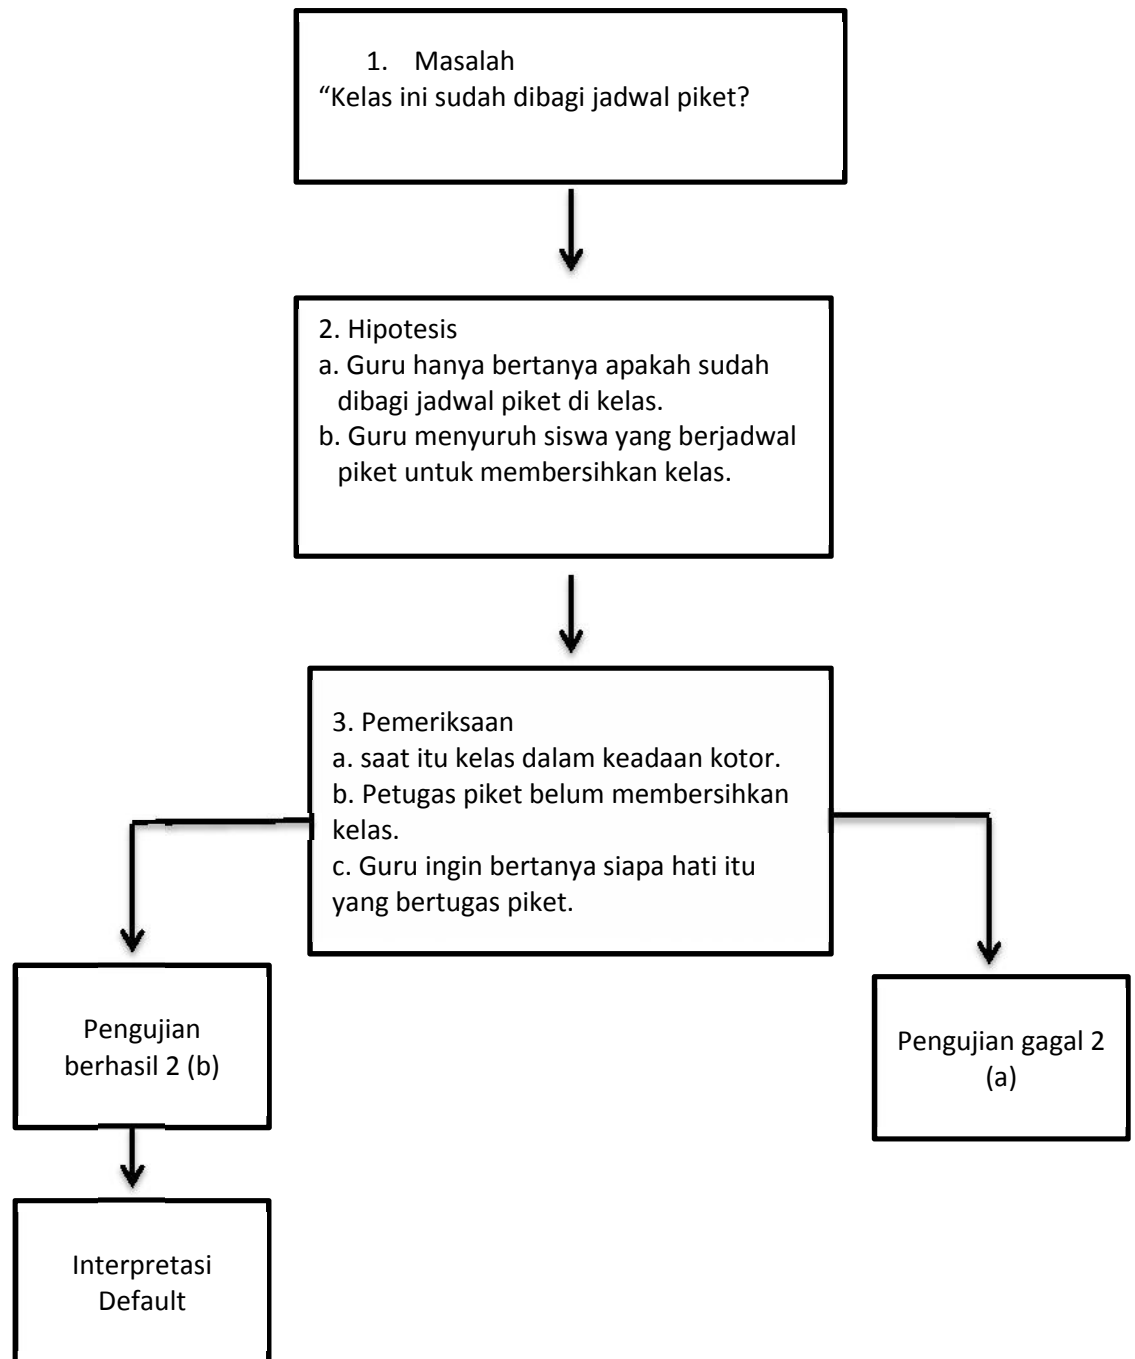 1. Masalah
“Kelas ini sudah dibagi jadwal piket?
2. Hipotesis
a. Guru hanya bertanya apakah sudah
dibagi jadwal piket di kelas.
b. Guru menyuruh siswa yang berjadwal
piket untuk membersihkan kelas.
3. Pemeriksaan
a. saat itu kelas dalam keadaan kotor.
b. Petugas piket belum membersihkan
kelas.
c. Guru ingin bertanya siapa hati itu
yang bertugas piket.
Pengujian
berhasil 2 (b)
Pengujian gagal 2
(a)
Interpretasi
Default